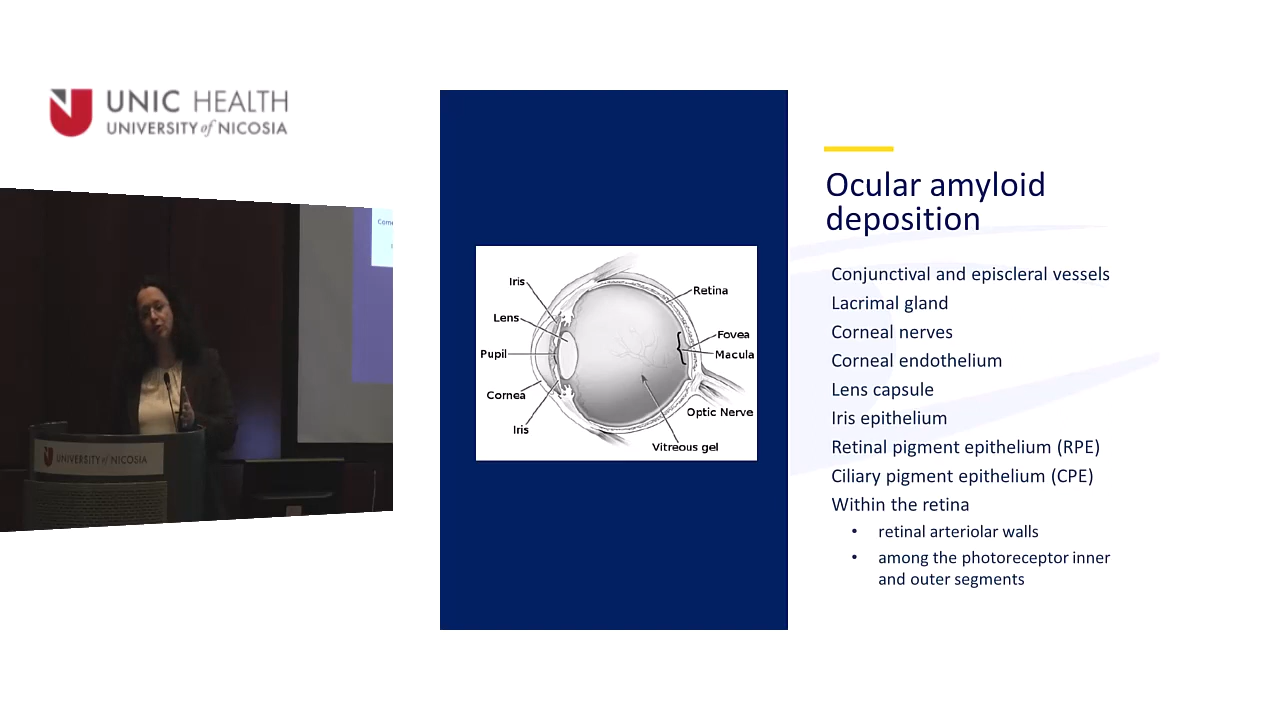 UNIC HEALTH
UNIVERSITY of NICOSIA
UNIVERSITY of NICOSIA
Iris
Lens
Pupil
Cornea
Iris
Retina
Fovea
Macula
Optic Nerve
Vitreous gel
Ocular amyloid
deposition
Conjunctival and episcleral vessels
Lacrimal gland
Corneal nerves
Corneal endothelium
Lens capsule
Iris epithelium
Retinal pigment epithelium (RPE)
Ciliary pigment epithelium (CPE)
Within the retina
• retinal arteriolar walls
• among the photoreceptor inner
and outer segments